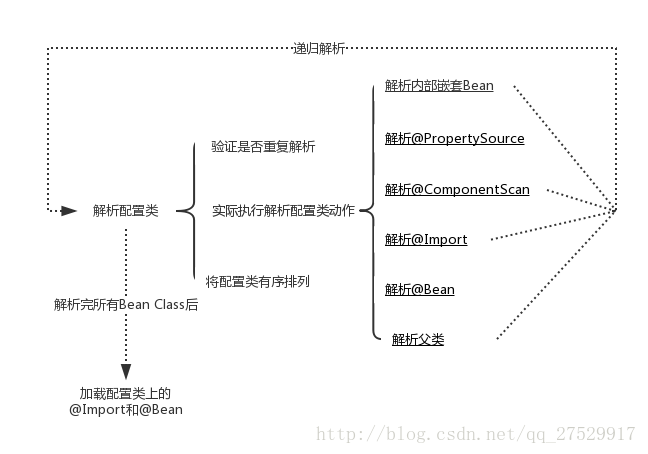 递归解析
解析内部嵌套Bean
解析@PropertySource
验证是否重复解析
解析@ComponentScan
解析配置类
实际执行解析配置类动作
解析@Import
将配置类有序排列
解析@Bean
解析完所有Bean Class后
解析父类
加载配置类上的
@Import和@Bean
http://blog.csdn.net/qq_27529917